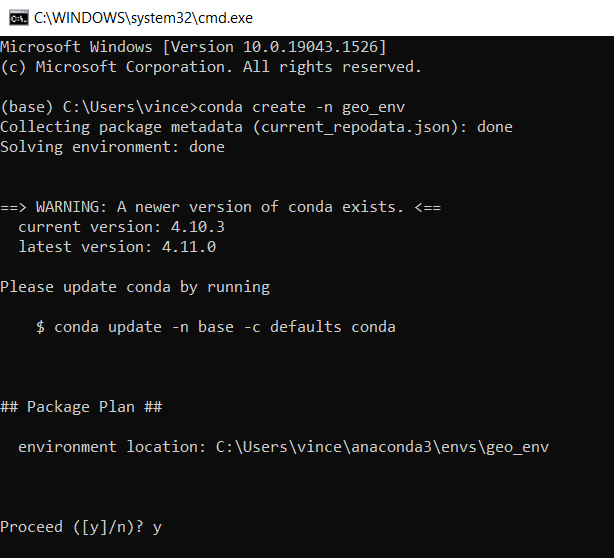 C:\WINDOWS\system32\cmd.exe
Microsoft Windows [Version 10.0.19043.1526]
(c) Microsoft Corporation. All rights reserved.
(base) C:\Users\vince>conda create -n geo_env
Collecting package metadata (current_repodata.json): done
Solving environment: done
==> WARNING: A newer version of conda exists. <==
  current version: 4.10.3
  latest version: 4.11.0
Please update conda by running
    $ conda update -n base -c defaults conda
## Package Plan ##
  environment location: C:\Users\vince\anaconda3\envs\geo_env
Proceed ([y]/n)? y